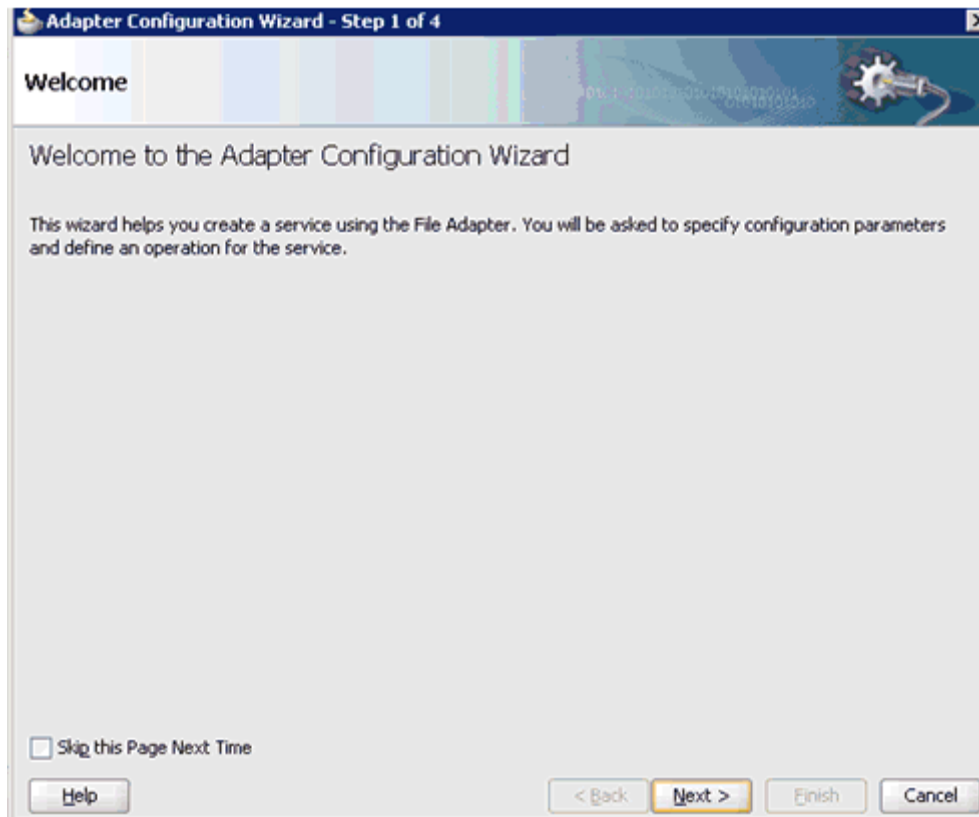 Adapter Configuration Wizard - Step 1 of 4
Welcome
Welcome to the Adapter Configuration Wizard
This wizard helps you create a service using the File Adapter. You will be asked to specify configuration parameters
and define an operation for the service.
Skip this Page Next Time
Help
< Back
Next >
Finish
Cancel